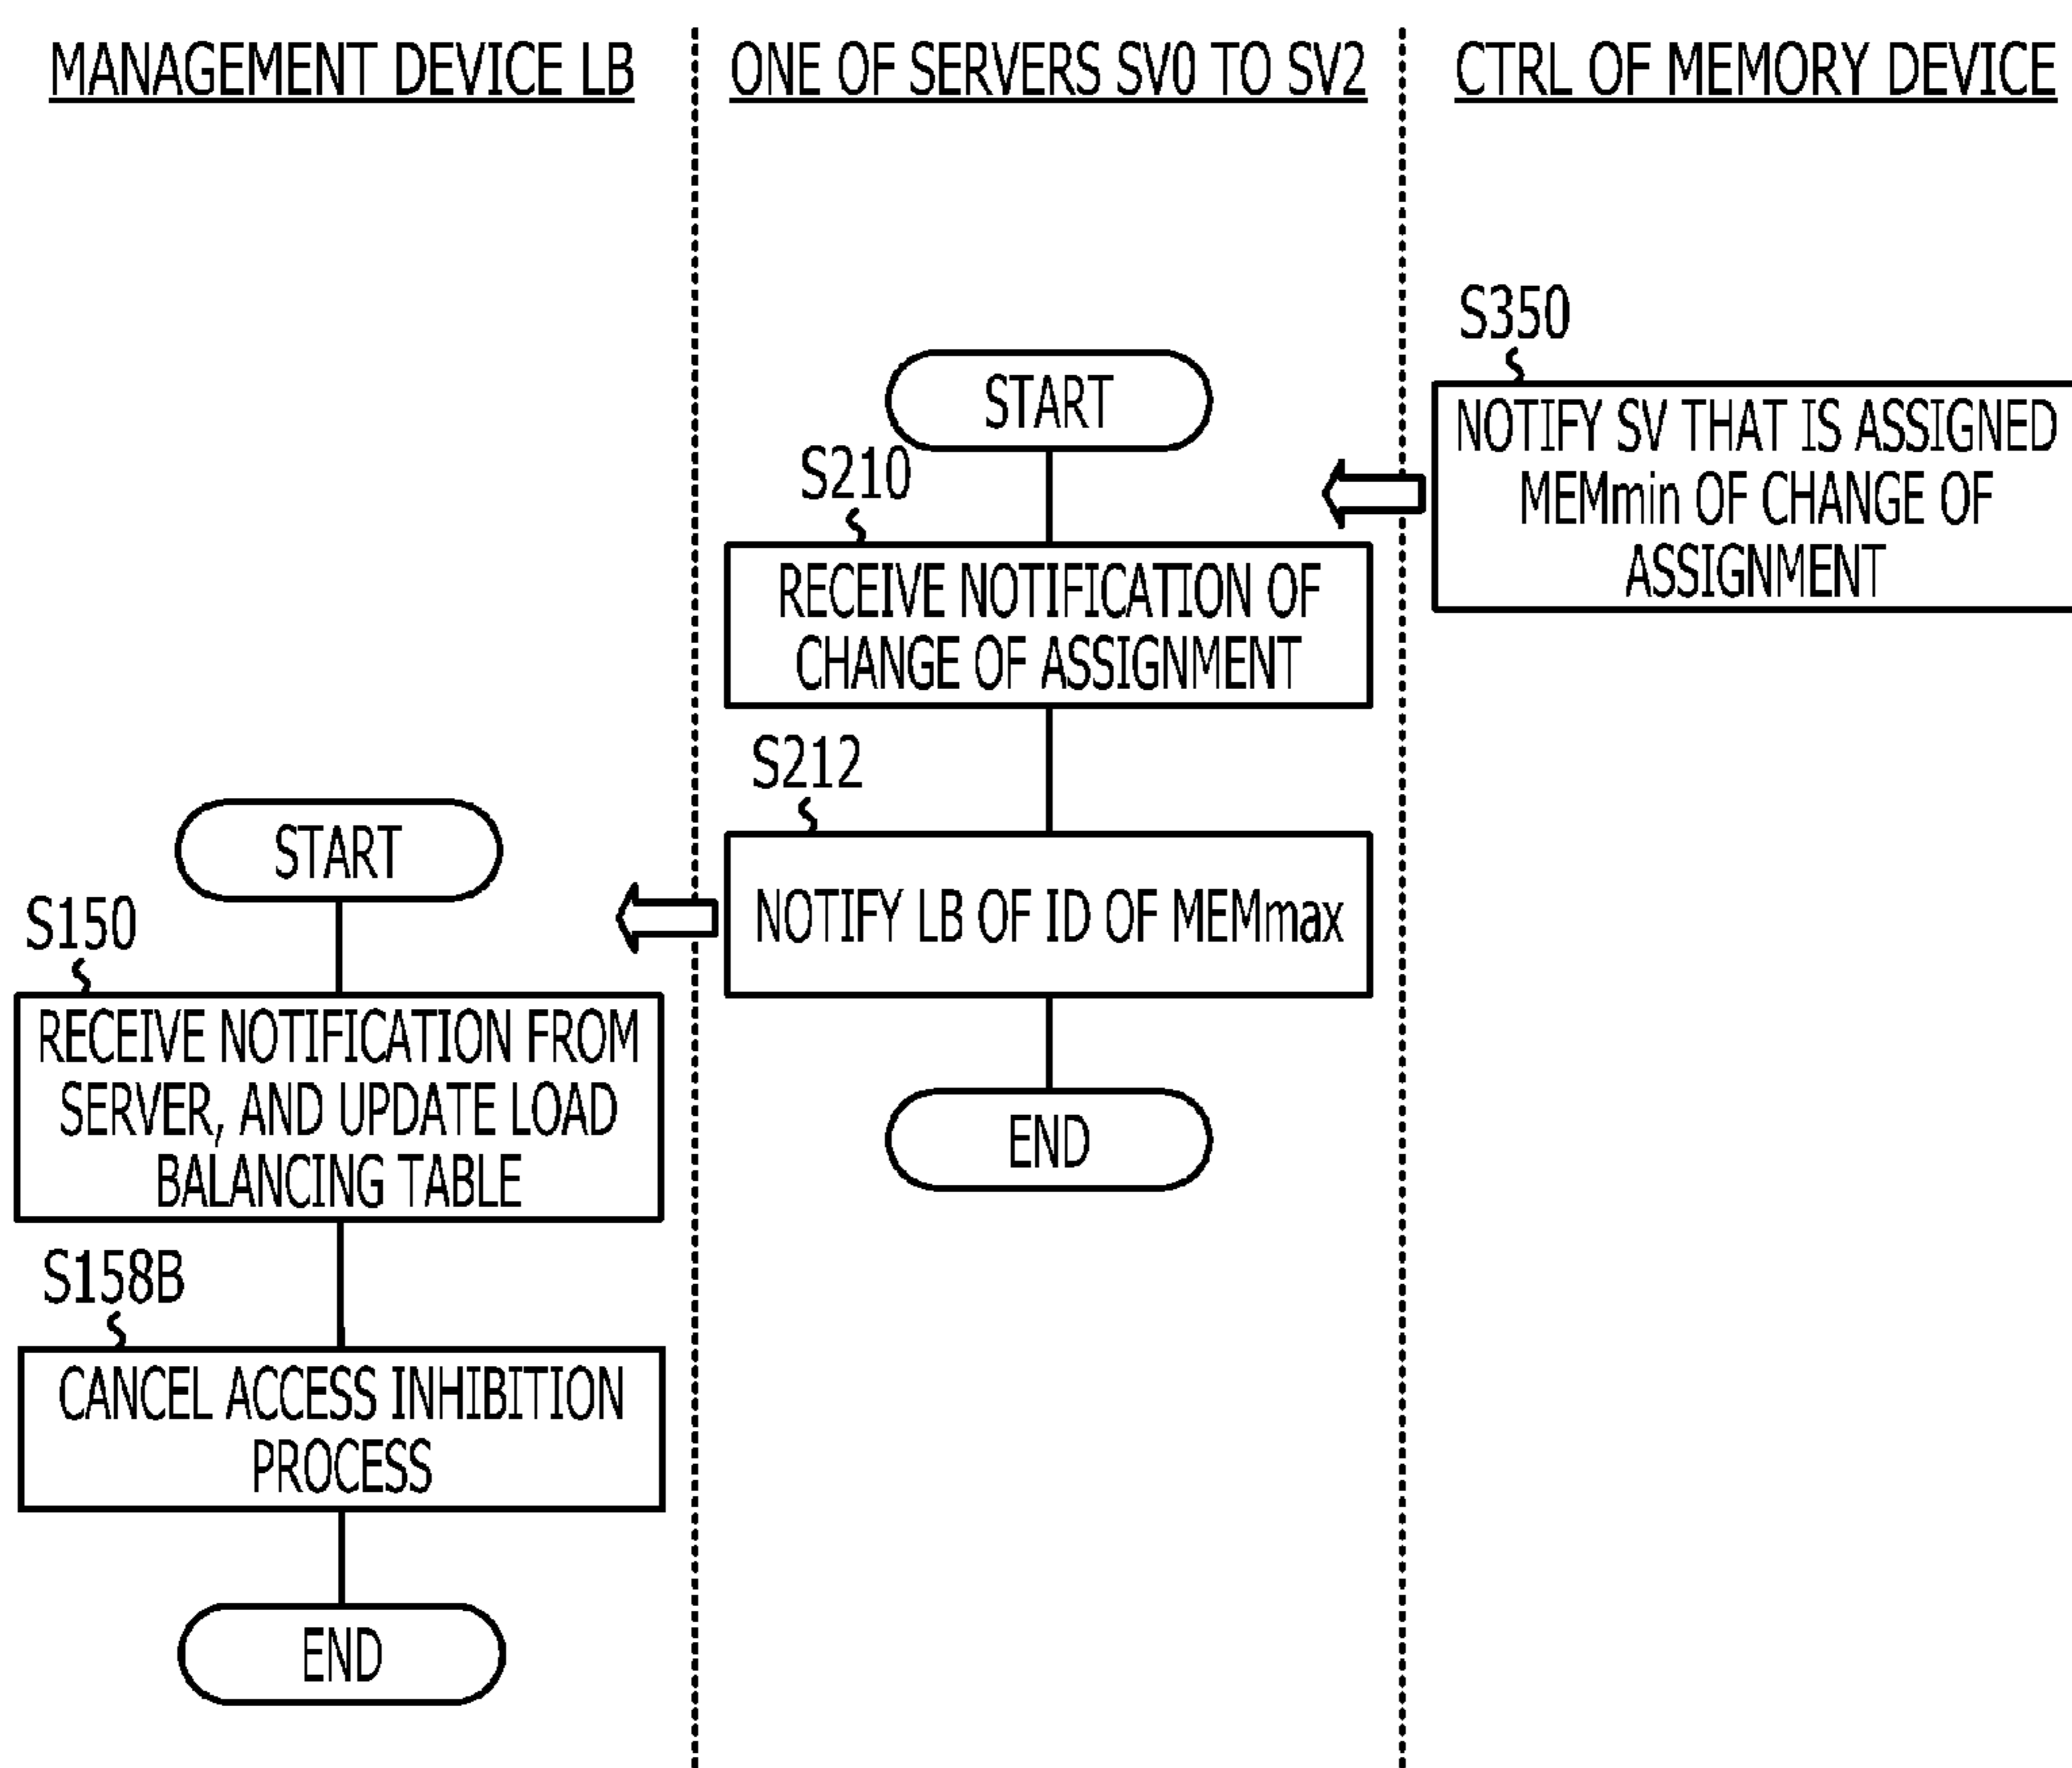 MANAGEMENT DEVICE LB
ONE OF SERVERS SV0 TO SV2
CTRL OF MEMORY DEVICE
S350
NOTIFY SV THAT IS ASSIGNED
MEMmin OF CHANGE OF
ASSIGNMENT
START
S210
RECEIVE NOTIFICATION OF
CHANGE OF ASSIGNMENT
S212
NOTIFY LB OF ID OF MEMmax
END
START
S150
RECEIVE NOTIFICATION FROM
SERVER, AND UPDATE LOAD
BALANCING TABLE
S158B
CANCEL ACCESS INHIBITION
PROCESS
END